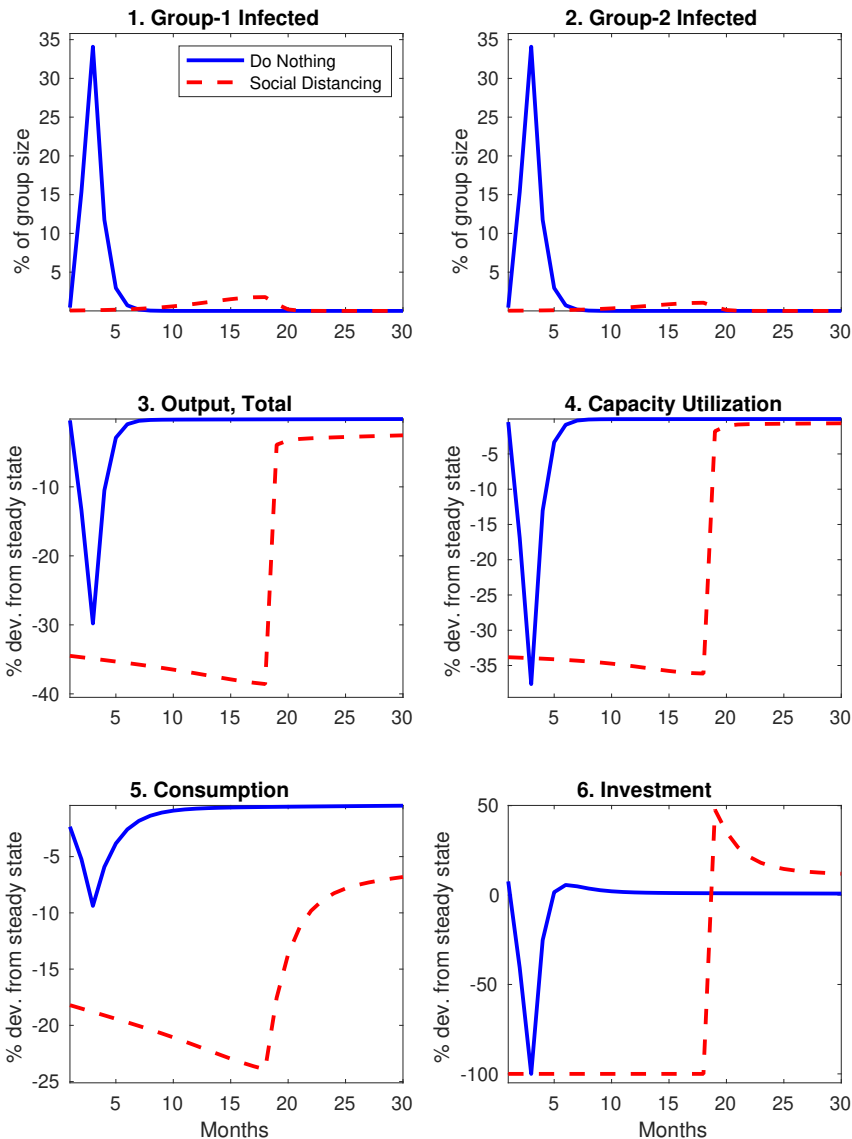 1. Group-1 Infected
% of group size
35
30
25
20
15
10
5
5 10 15 20 25 30
Do Nothing
Social Distancing
2. Group-2 Infected
% of group size
35
30
25
20
15
10
5
5 10 15 20 25 30
3. Output, Total
% dev. from steady state
-10
-20
-30
-40
5 10 15 20 25 30
4. Capacity Utilization
% dev. from steady state
-5
-10
-15
-20
-25
-30
-35
5 10 15 20 25 30
5. Consumption
% dev. from steady state
-5
-10
-15
-20
-25
5 10 15 20 25 30
Months
6. Investment
% dev. from steady state
50
0
-50
-100
5 10 15 20 25 30
Months